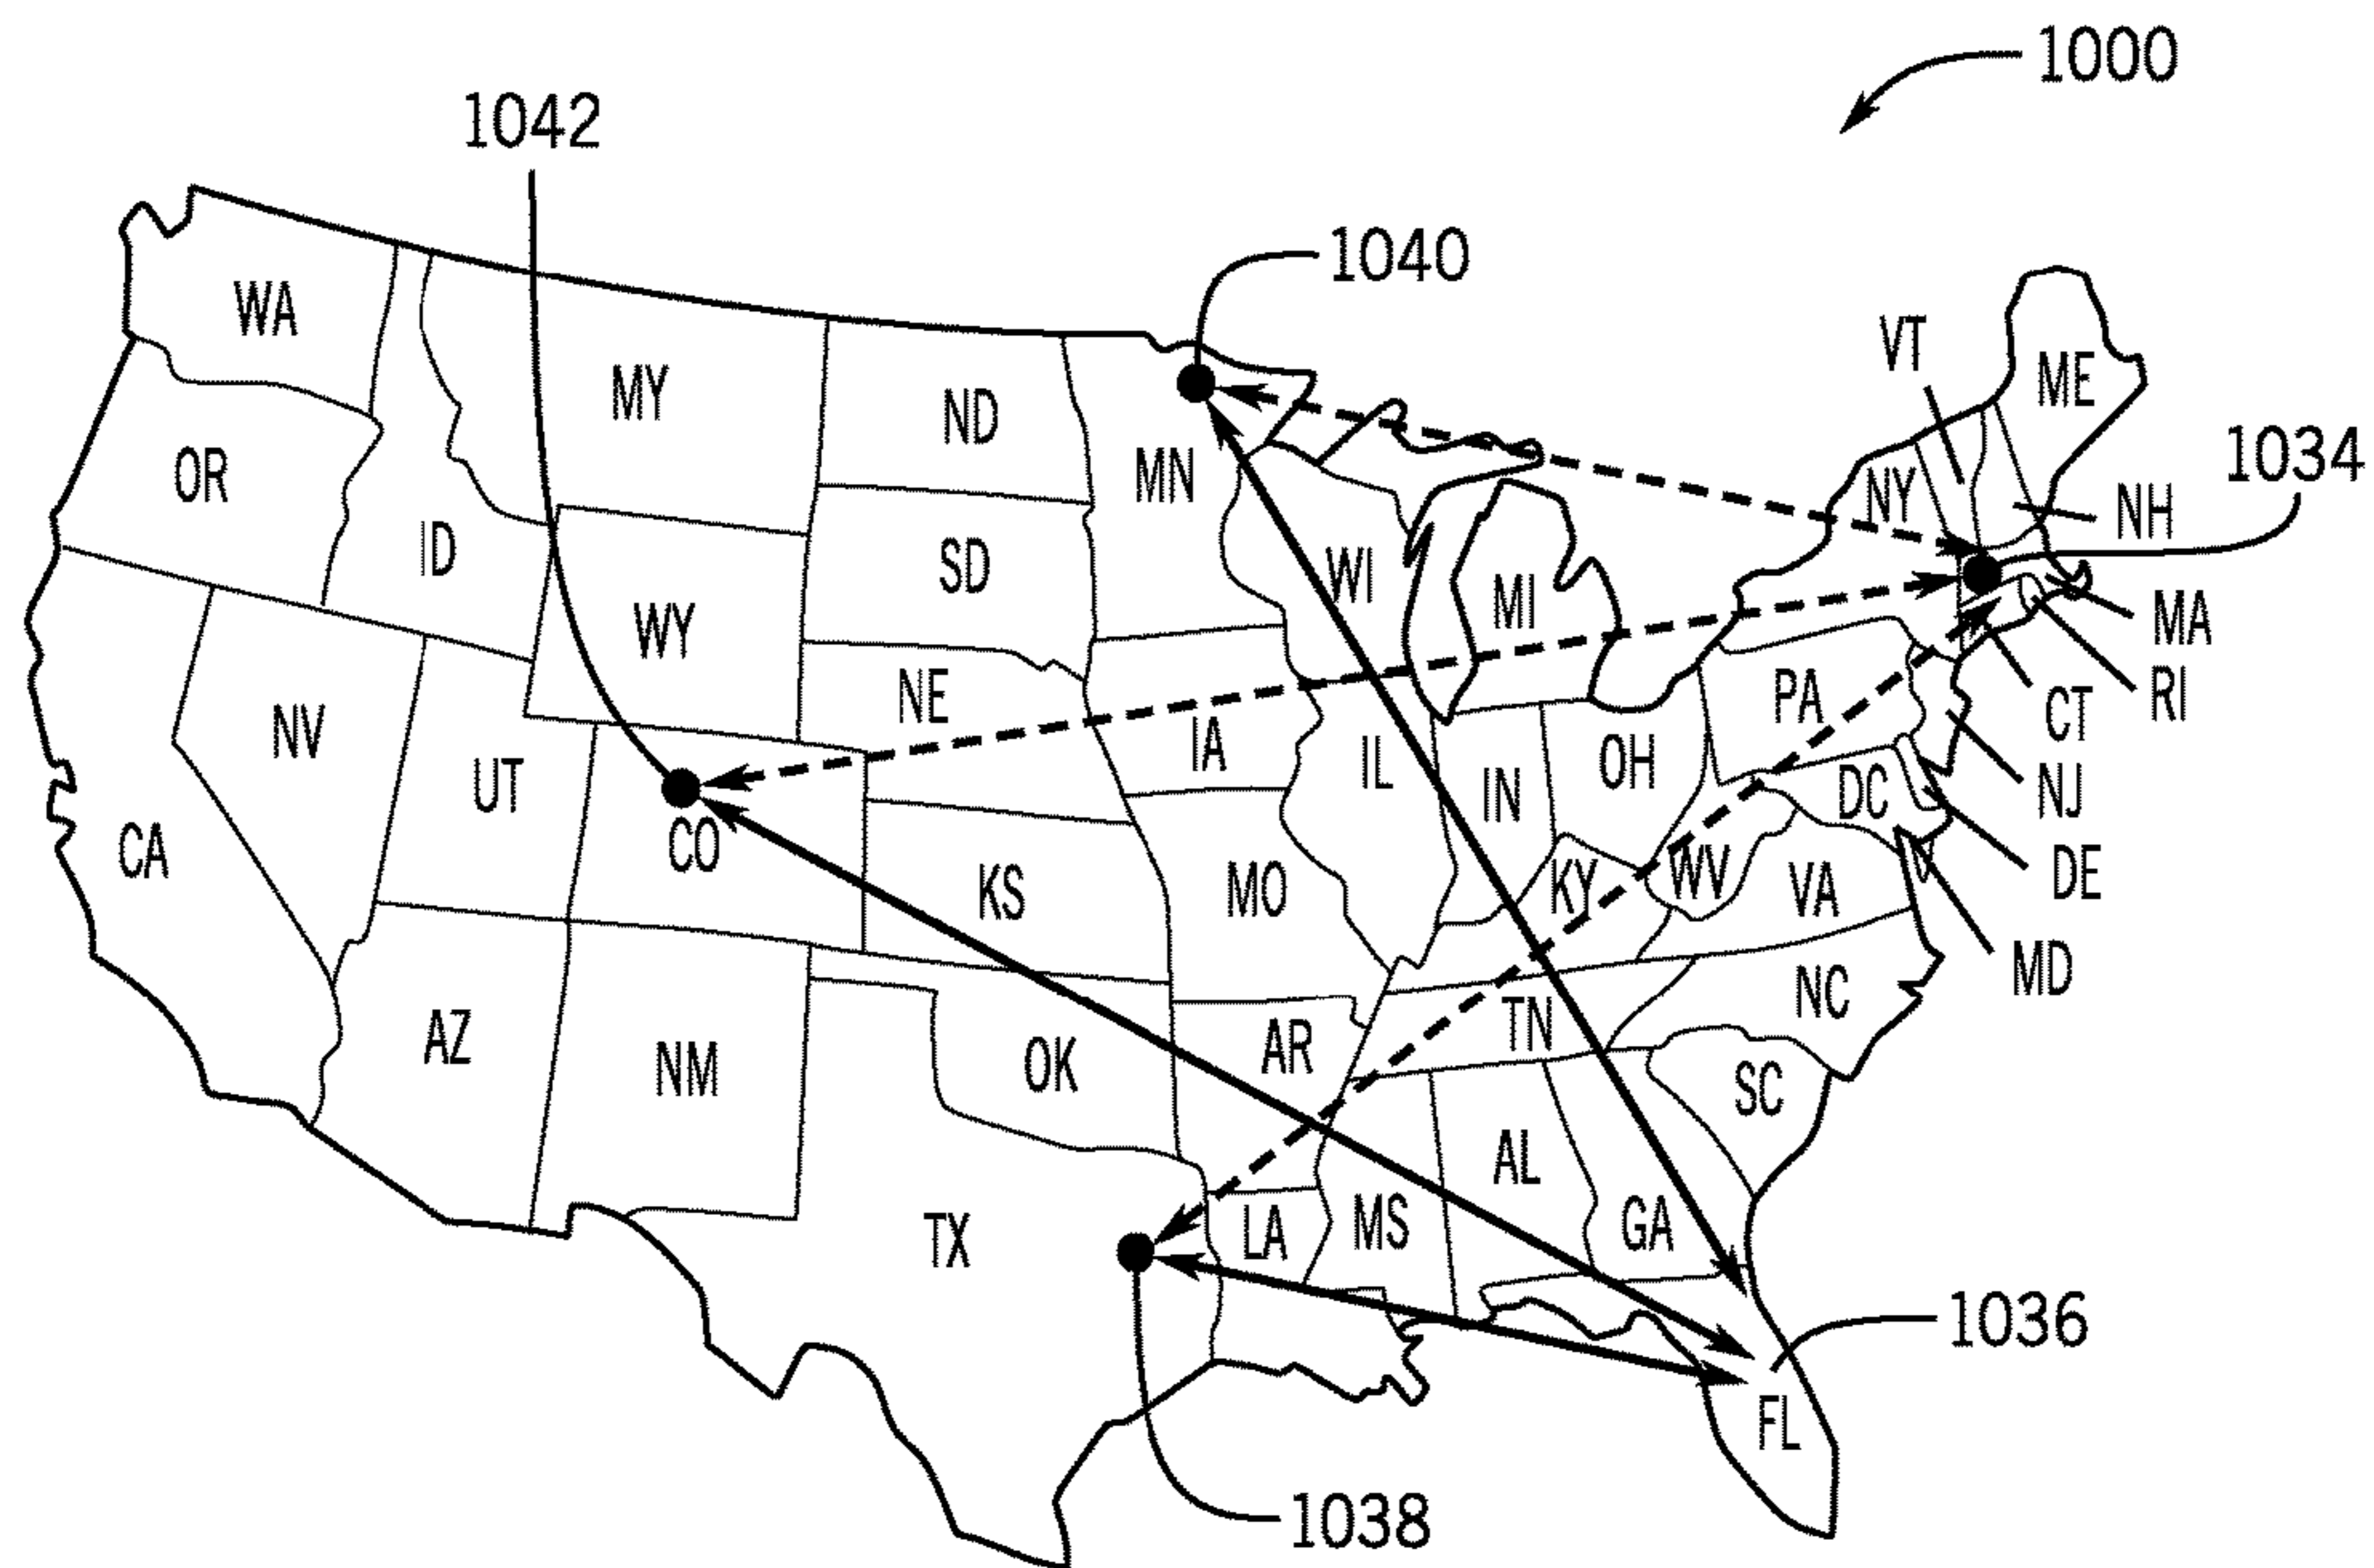 1000
1042
1040
WA
MY
ND
VT
ME
OR
MN
NY
1034
NH
ID
SD
WI
MI
WY
MA
NE
PA
RI
NV
IA
IL
CT
UT
IN
OH
DC
NJ
CA
CO
KS
MO
KY
WV
VA
DE
MD
NC
AZ
NM
OK
AR
TN
SC
AL
TX
LA
MS
GA
1036
FL
1038